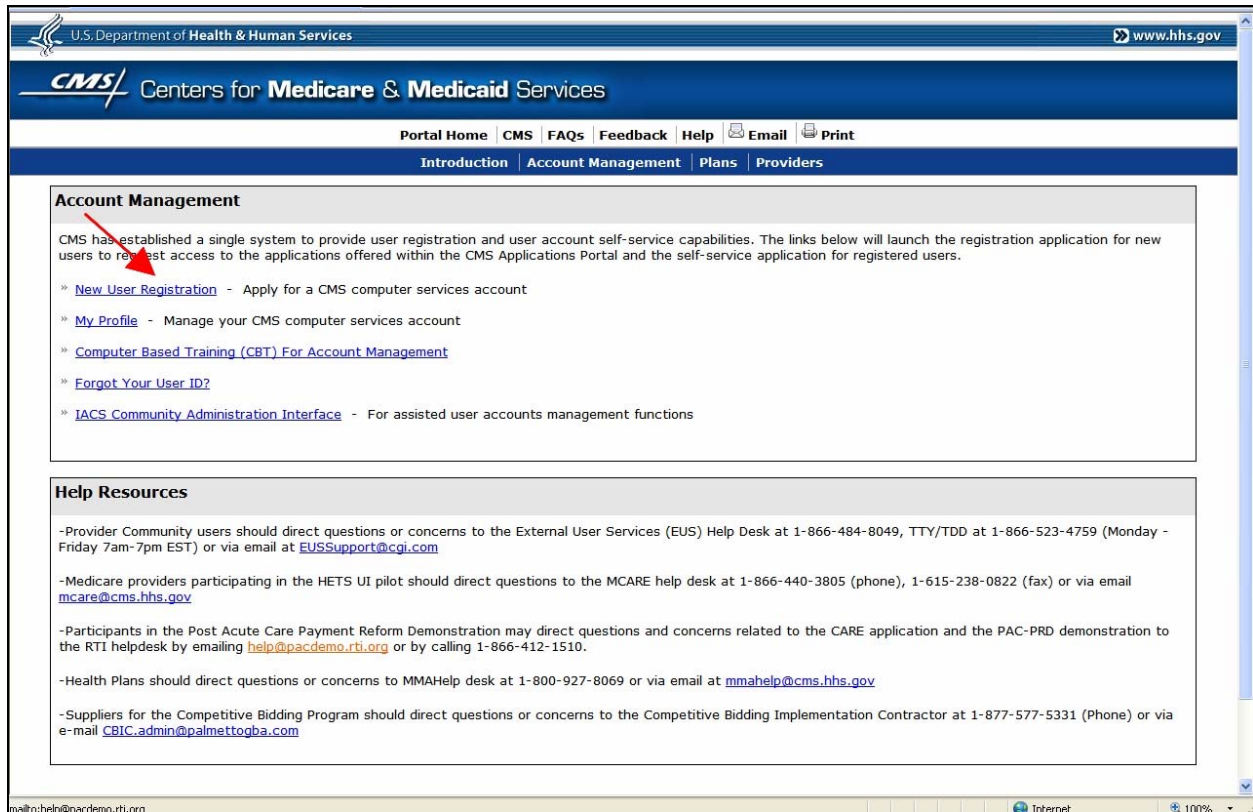 U.S. Department of Health & Human Services
www.hhs.gov
CMS/ Centers for Medicare & Medicaid Services
Portal Home | CMS | FAQs | Feedback | Help | Email | Print
Introduction | Account Management | Plans | Providers
Account Management
CMS has established a single system to provide user registration and user account self-service capabilities. The links below will launch the registration application for new
users to request access to the applications offered within the CMS Applications Portal and the self-service application for registered users.
» New User Registration - Apply for a CMS computer services account
» My Profile - Manage your CMS computer services account
» Computer Based Training (CBT) For Account Management
» Forgot Your User ID?
» IACS Community Administration Interface - For assisted user accounts management functions
Help Resources
-Provider Community users should direct questions or concerns to the External User Services (EUS) Help Desk at 1-866-484-8049, TTY/TDD at 1-866-523-4759 (Monday -
Friday 7am-7pm EST) or via email at EUSSupport@cgi.com
-Medicare providers participating in the HETS UI pilot should direct questions to the MCARE help desk at 1-866-440-3805 (phone), 1-615-238-0822 (fax) or via email
mcare@cms.hhs.gov
-Participants in the Post Acute Care Payment Reform Demonstration may direct questions and concerns related to the CARE application and the PAC-PRD demonstration to
the RTI helpdesk by emailing help@pacdemo.rti.org or by calling 1-866-412-1510.
-Health Plans should direct questions or concerns to MMAHelp desk at 1-800-927-8069 or via email at mmahelp@cms.hhs.gov
-Suppliers for the Competitive Bidding Program should direct questions or concerns to the Competitive Bidding Implementation Contractor at 1-877-577-5331 (Phone) or via
e-mail CBIC.admin@palmettogba.com
mailto:help@pacdemo.rti.org
Internet
100%